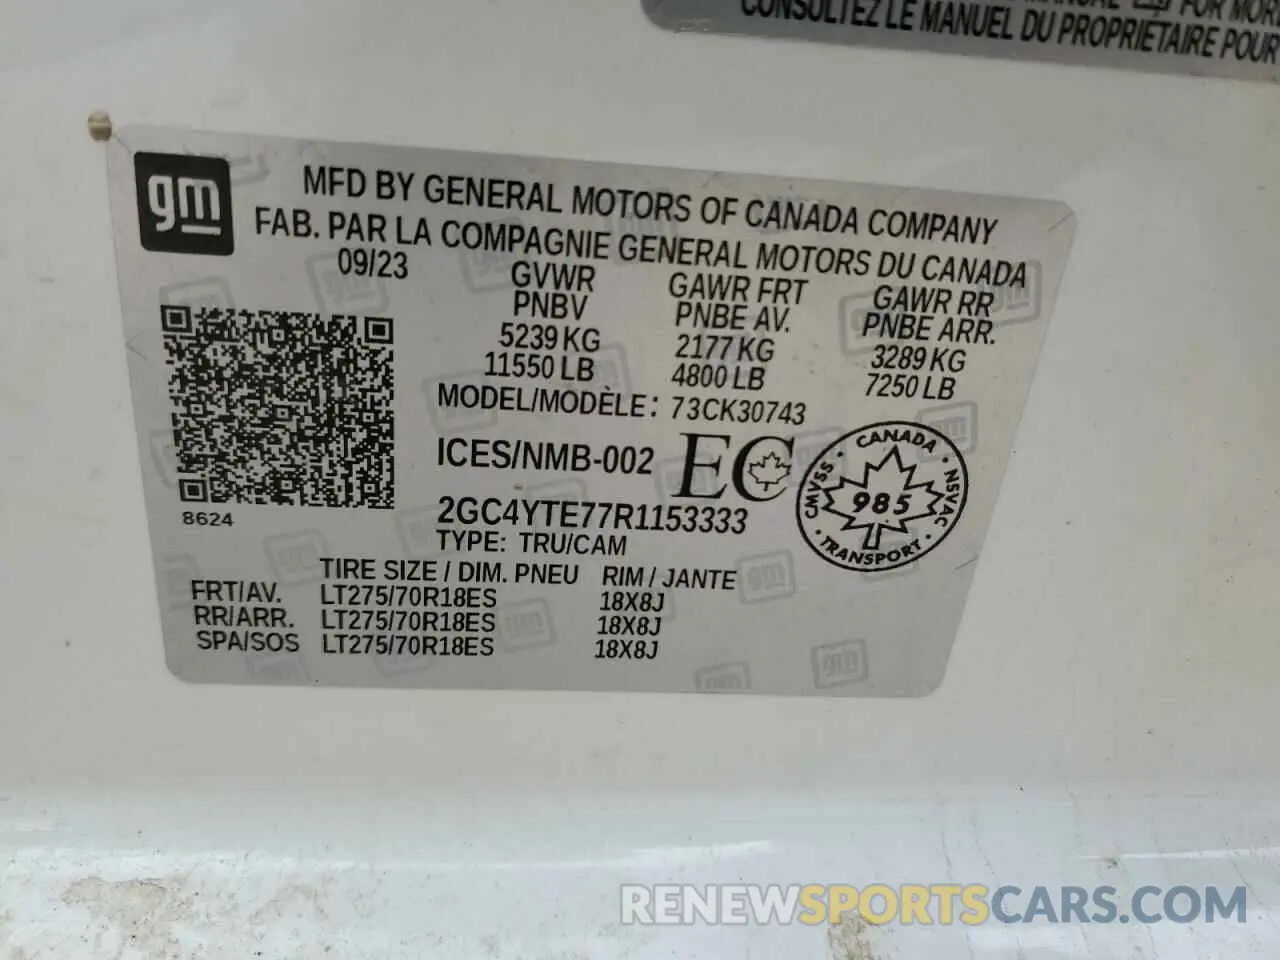 MANUAL FOR MORE
CONSULTEZ LE MANUEL DU PROPRIÉTAIRE POUR
gm
MFD BY GENERAL MOTORS OF CANADA COMPANY
FAB. PAR LA COMPAGNIE GENERAL MOTORS DU CANADA
09/23 GVWR GAWR FRT GAWR RR
PNBV PNBE AV. PNBE ARR.
5239 KG 2177 KG 3289 KG
11550 LB 4800 LB 7250 LB
MODEL/MODÈLE: 73CK30743
ICES/NMB-002 EC
CANADA
CMVSS 985 NSVAC
TRANSPORT
8624
2GC4YTE77R1153333
TYPE: TRU/CAM
TIRE SIZE / DIM. PNEU RIM / JANTE
FRT/AV. LT275/70R18ES 18X8J
RR/ARR. LT275/70R18ES 18X8J
SPA/SOS LT275/70R18ES 18X8J
RENEWSPORTSCARS.COM